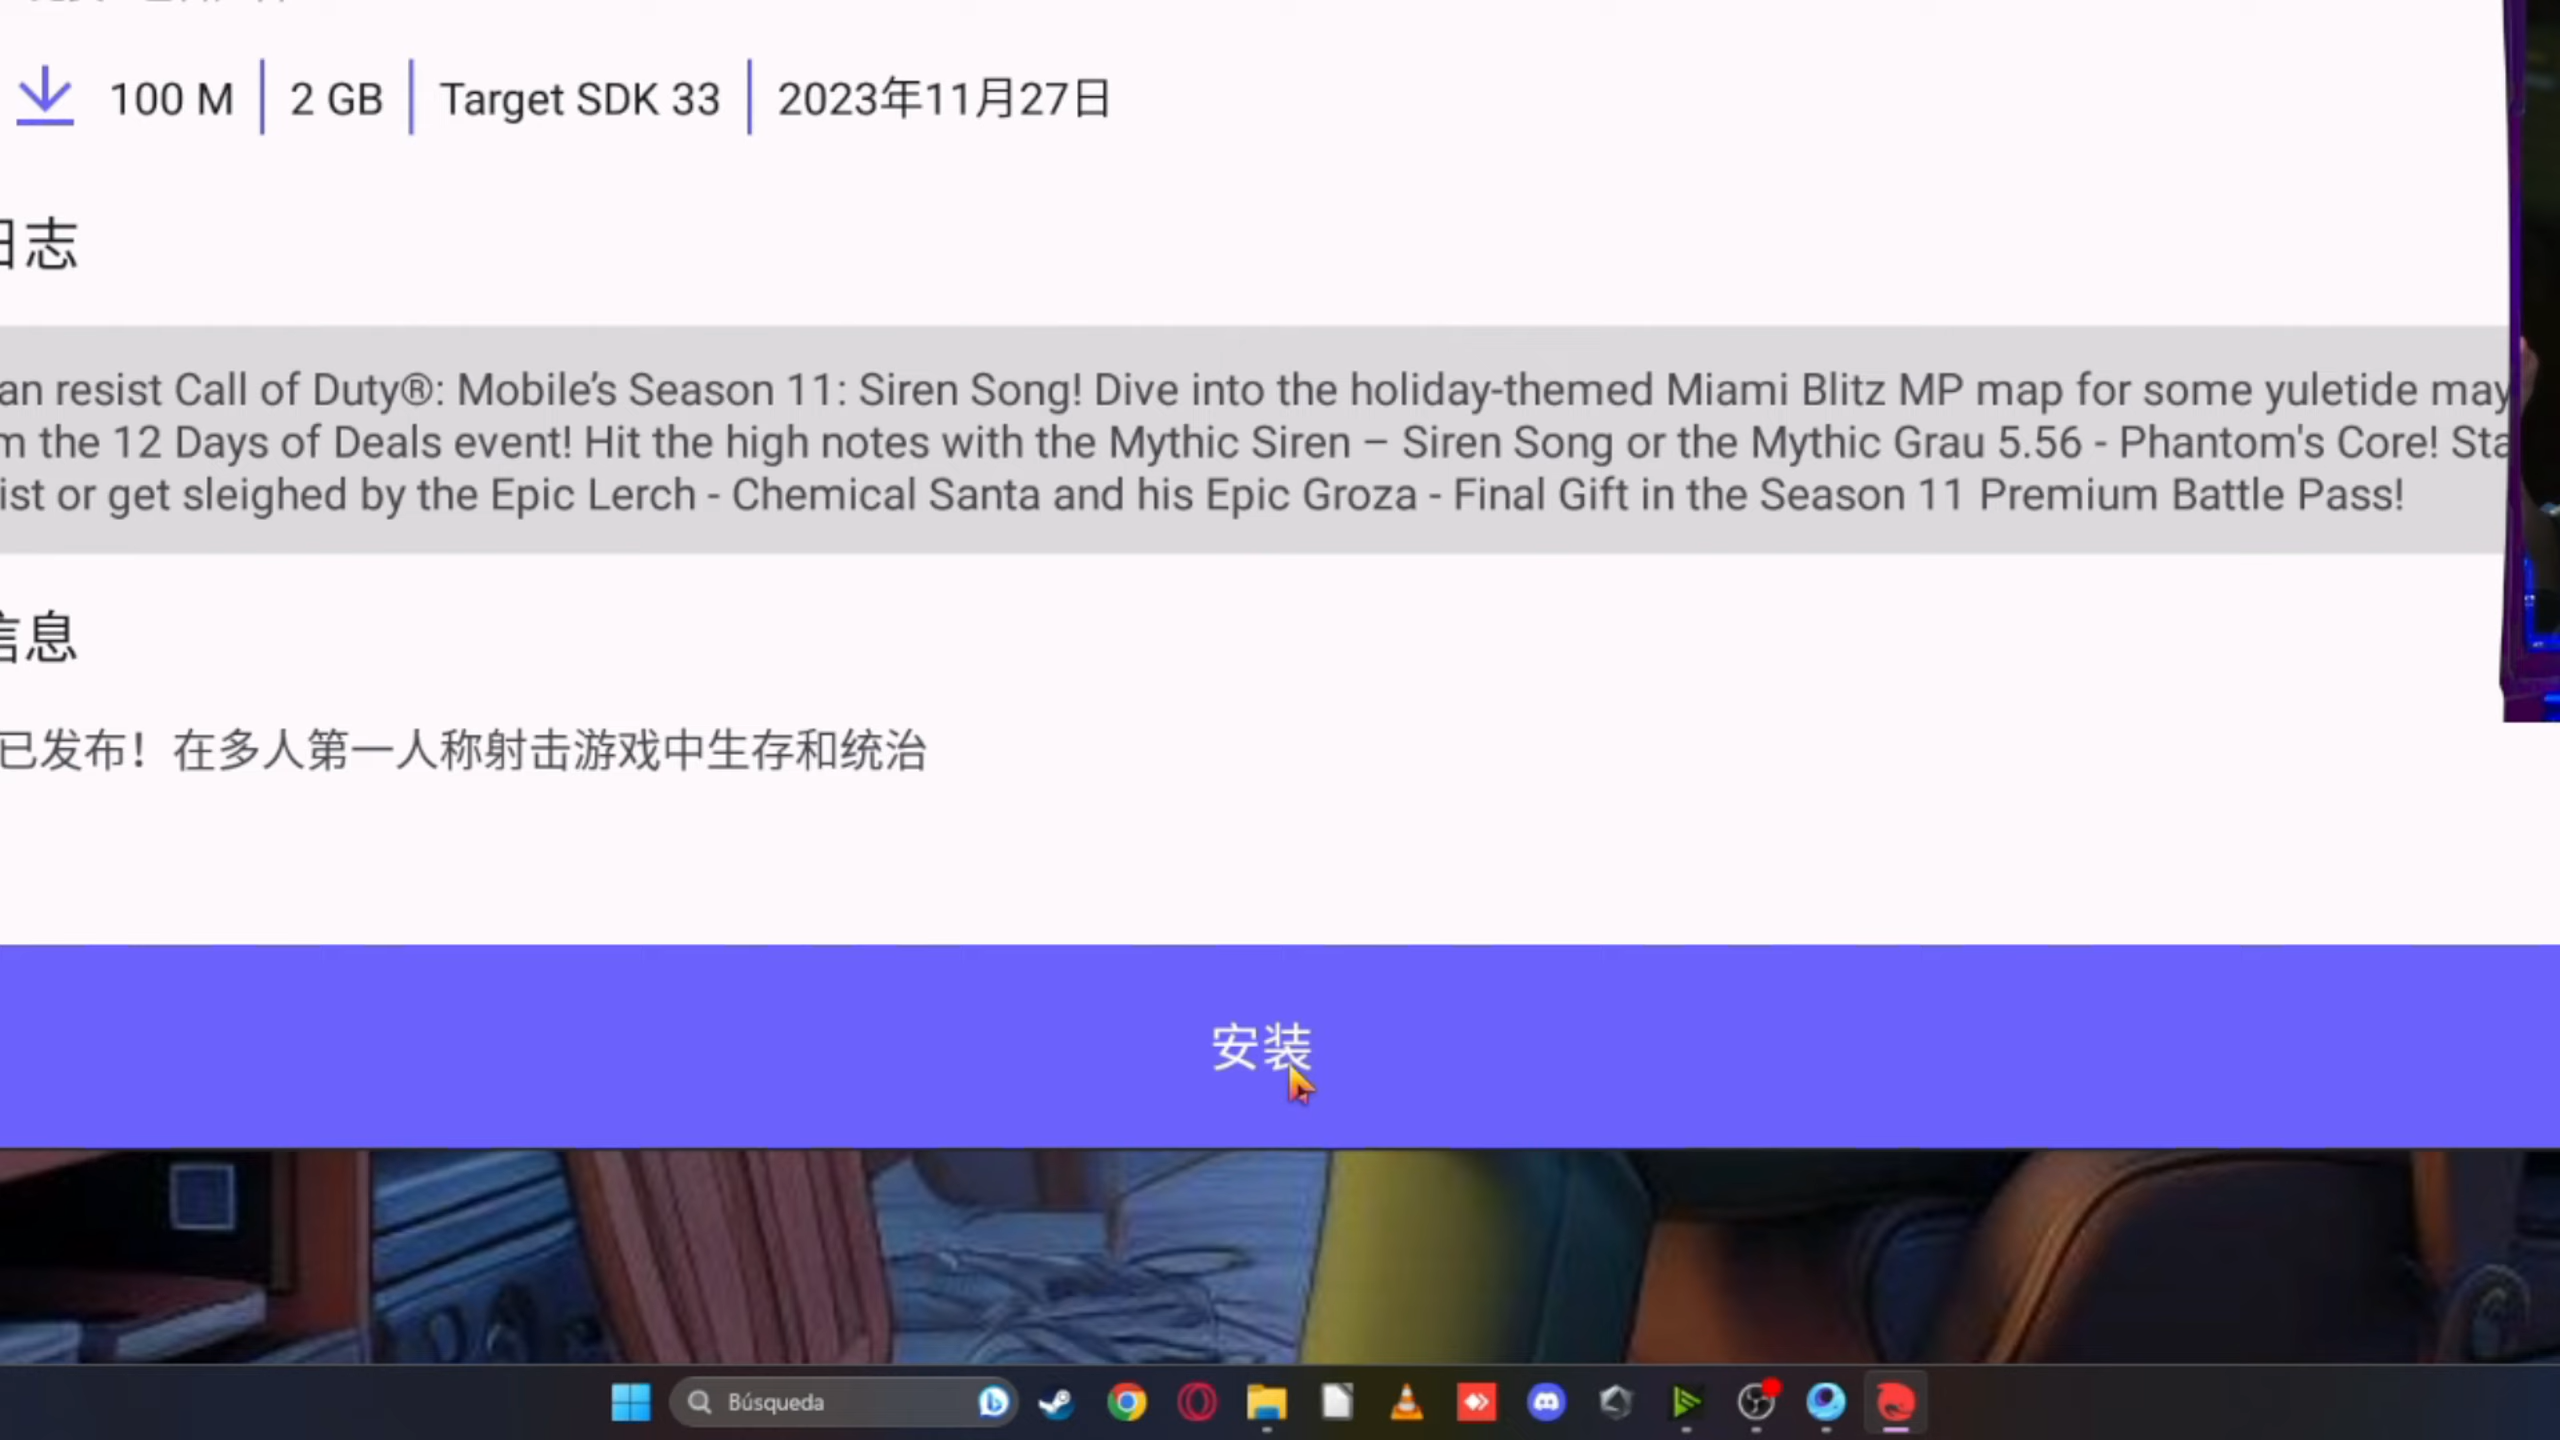 100 M | 2 GB | Target SDK 33 | 2023年11月27日
日志
an resist Call of Duty®: Mobile’s Season 11: Siren Song! Dive into the holiday-themed Miami Blitz MP map for some yuletide may
m the 12 Days of Deals event! Hit the high notes with the Mythic Siren – Siren Song or the Mythic Grau 5.56 - Phantom's Core! Sta
ist or get sleighed by the Epic Lerch - Chemical Santa and his Epic Groza - Final Gift in the Season 11 Premium Battle Pass!
信息
已发布！在多人第一人称射击游戏中生存和统治
安装
Búsqueda